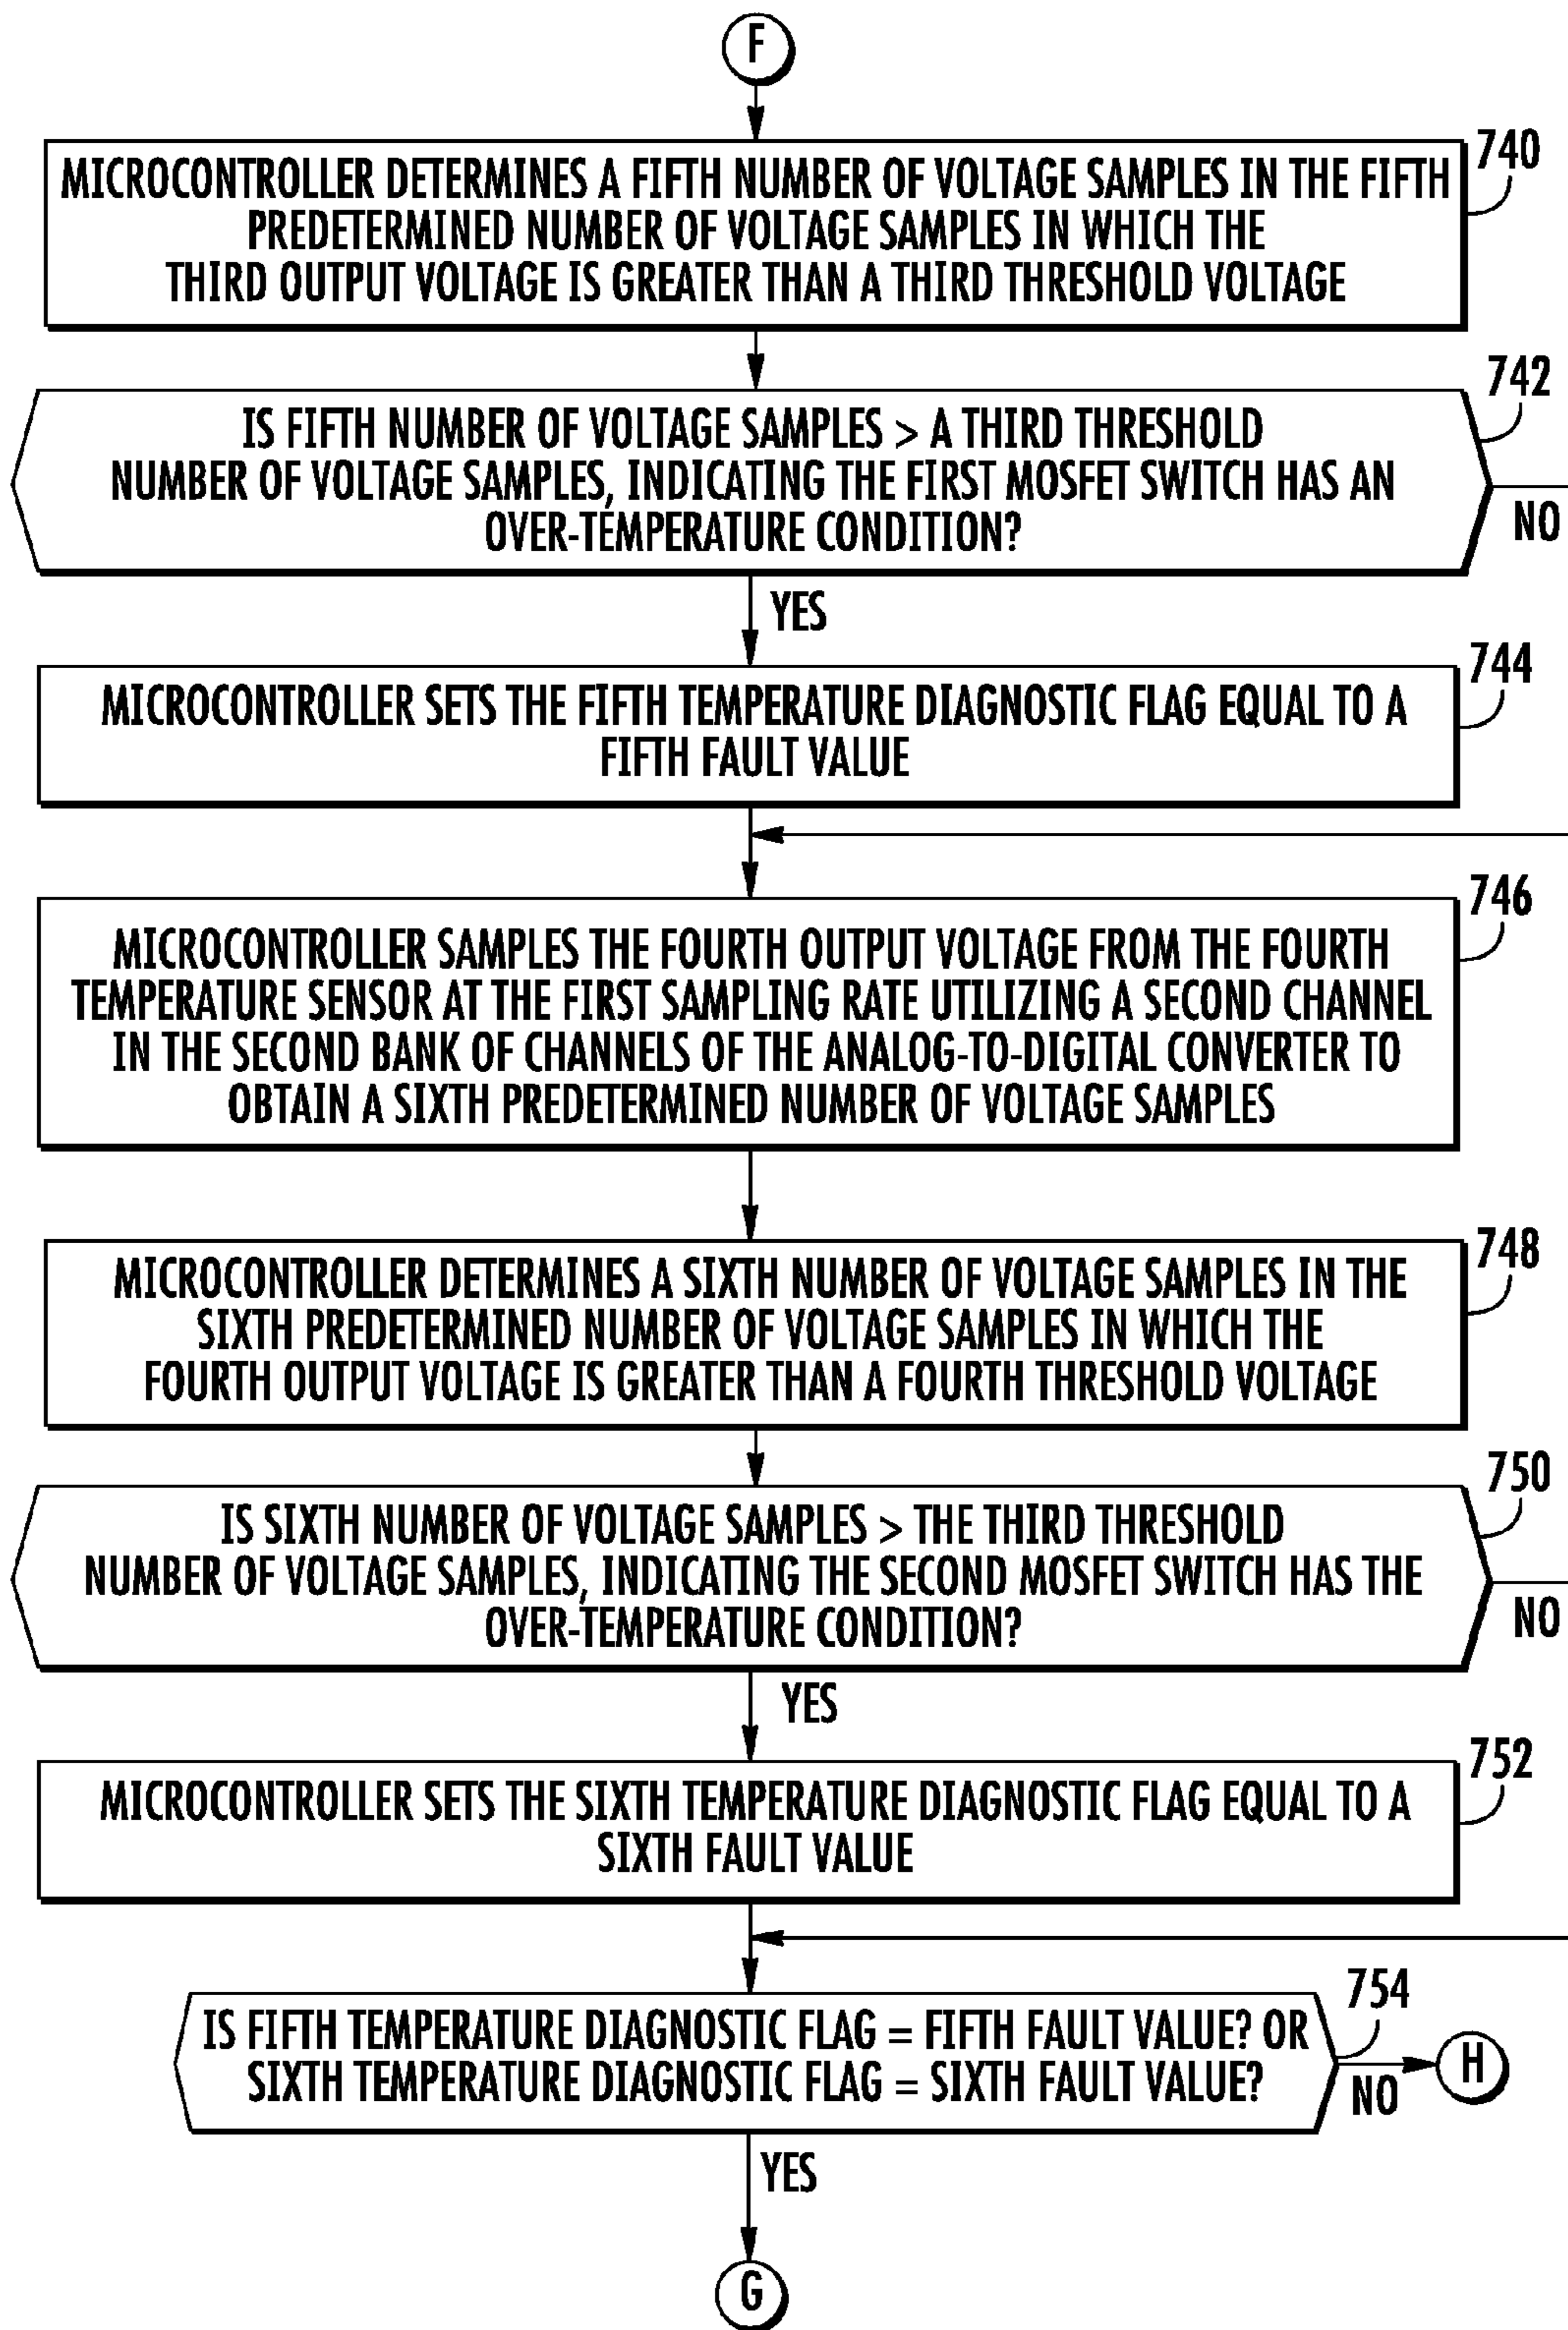 F
740
MICROCONTROLLER DETERMINES A FIFTH NUMBER OF VOLTAGE SAMPLES IN THE FIFTH
PREDETERMINED NUMBER OF VOLTAGE SAMPLES IN WHICH THE
THIRD OUTPUT VOLTAGE IS GREATER THAN A THIRD THRESHOLD VOLTAGE
742
IS FIFTH NUMBER OF VOLTAGE SAMPLES > A THIRD THRESHOLD
NUMBER OF VOLTAGE SAMPLES, INDICATING THE FIRST MOSFET SWITCH HAS AN
OVER-TEMPERATURE CONDITION?
NO
YES
744
MICROCONTROLLER SETS THE FIFTH TEMPERATURE DIAGNOSTIC FLAG EQUAL TO A
FIFTH FAULT VALUE
746
MICROCONTROLLER SAMPLES THE FOURTH OUTPUT VOLTAGE FROM THE FOURTH
TEMPERATURE SENSOR AT THE FIRST SAMPLING RATE UTILIZING A SECOND CHANNEL
IN THE SECOND BANK OF CHANNELS OF THE ANALOG-TO-DIGITAL CONVERTER TO
OBTAIN A SIXTH PREDETERMINED NUMBER OF VOLTAGE SAMPLES
748
MICROCONTROLLER DETERMINES A SIXTH NUMBER OF VOLTAGE SAMPLES IN THE
SIXTH PREDETERMINED NUMBER OF VOLTAGE SAMPLES IN WHICH THE
FOURTH OUTPUT VOLTAGE IS GREATER THAN A FOURTH THRESHOLD VOLTAGE
750
IS SIXTH NUMBER OF VOLTAGE SAMPLES > THE THIRD THRESHOLD
NUMBER OF VOLTAGE SAMPLES, INDICATING THE SECOND MOSFET SWITCH HAS THE
OVER-TEMPERATURE CONDITION?
NO
YES
752
MICROCONTROLLER SETS THE SIXTH TEMPERATURE DIAGNOSTIC FLAG EQUAL TO A
SIXTH FAULT VALUE
754
IS FIFTH TEMPERATURE DIAGNOSTIC FLAG = FIFTH FAULT VALUE? OR
SIXTH TEMPERATURE DIAGNOSTIC FLAG = SIXTH FAULT VALUE?
NO
H
YES
G